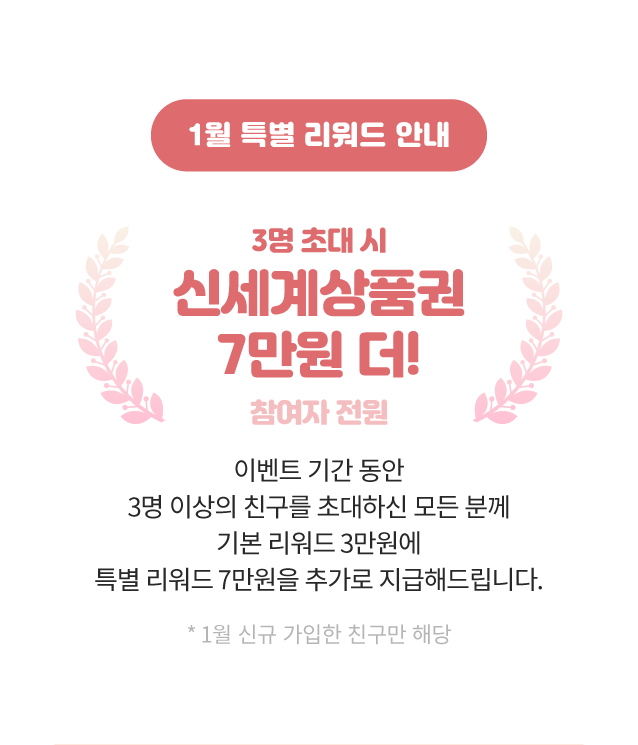 1월 특별 리워드 안내
3명 초대 시
신세계상품권
7만원 더!
참여자 전원
이벤트 기간 동안
3명 이상의 친구를 초대하신 모든 분께
기본 리워드 3만원에
특별 리워드 7만원을 추가로 지급해드립니다.
* 1월 신규 가입한 친구만 해당